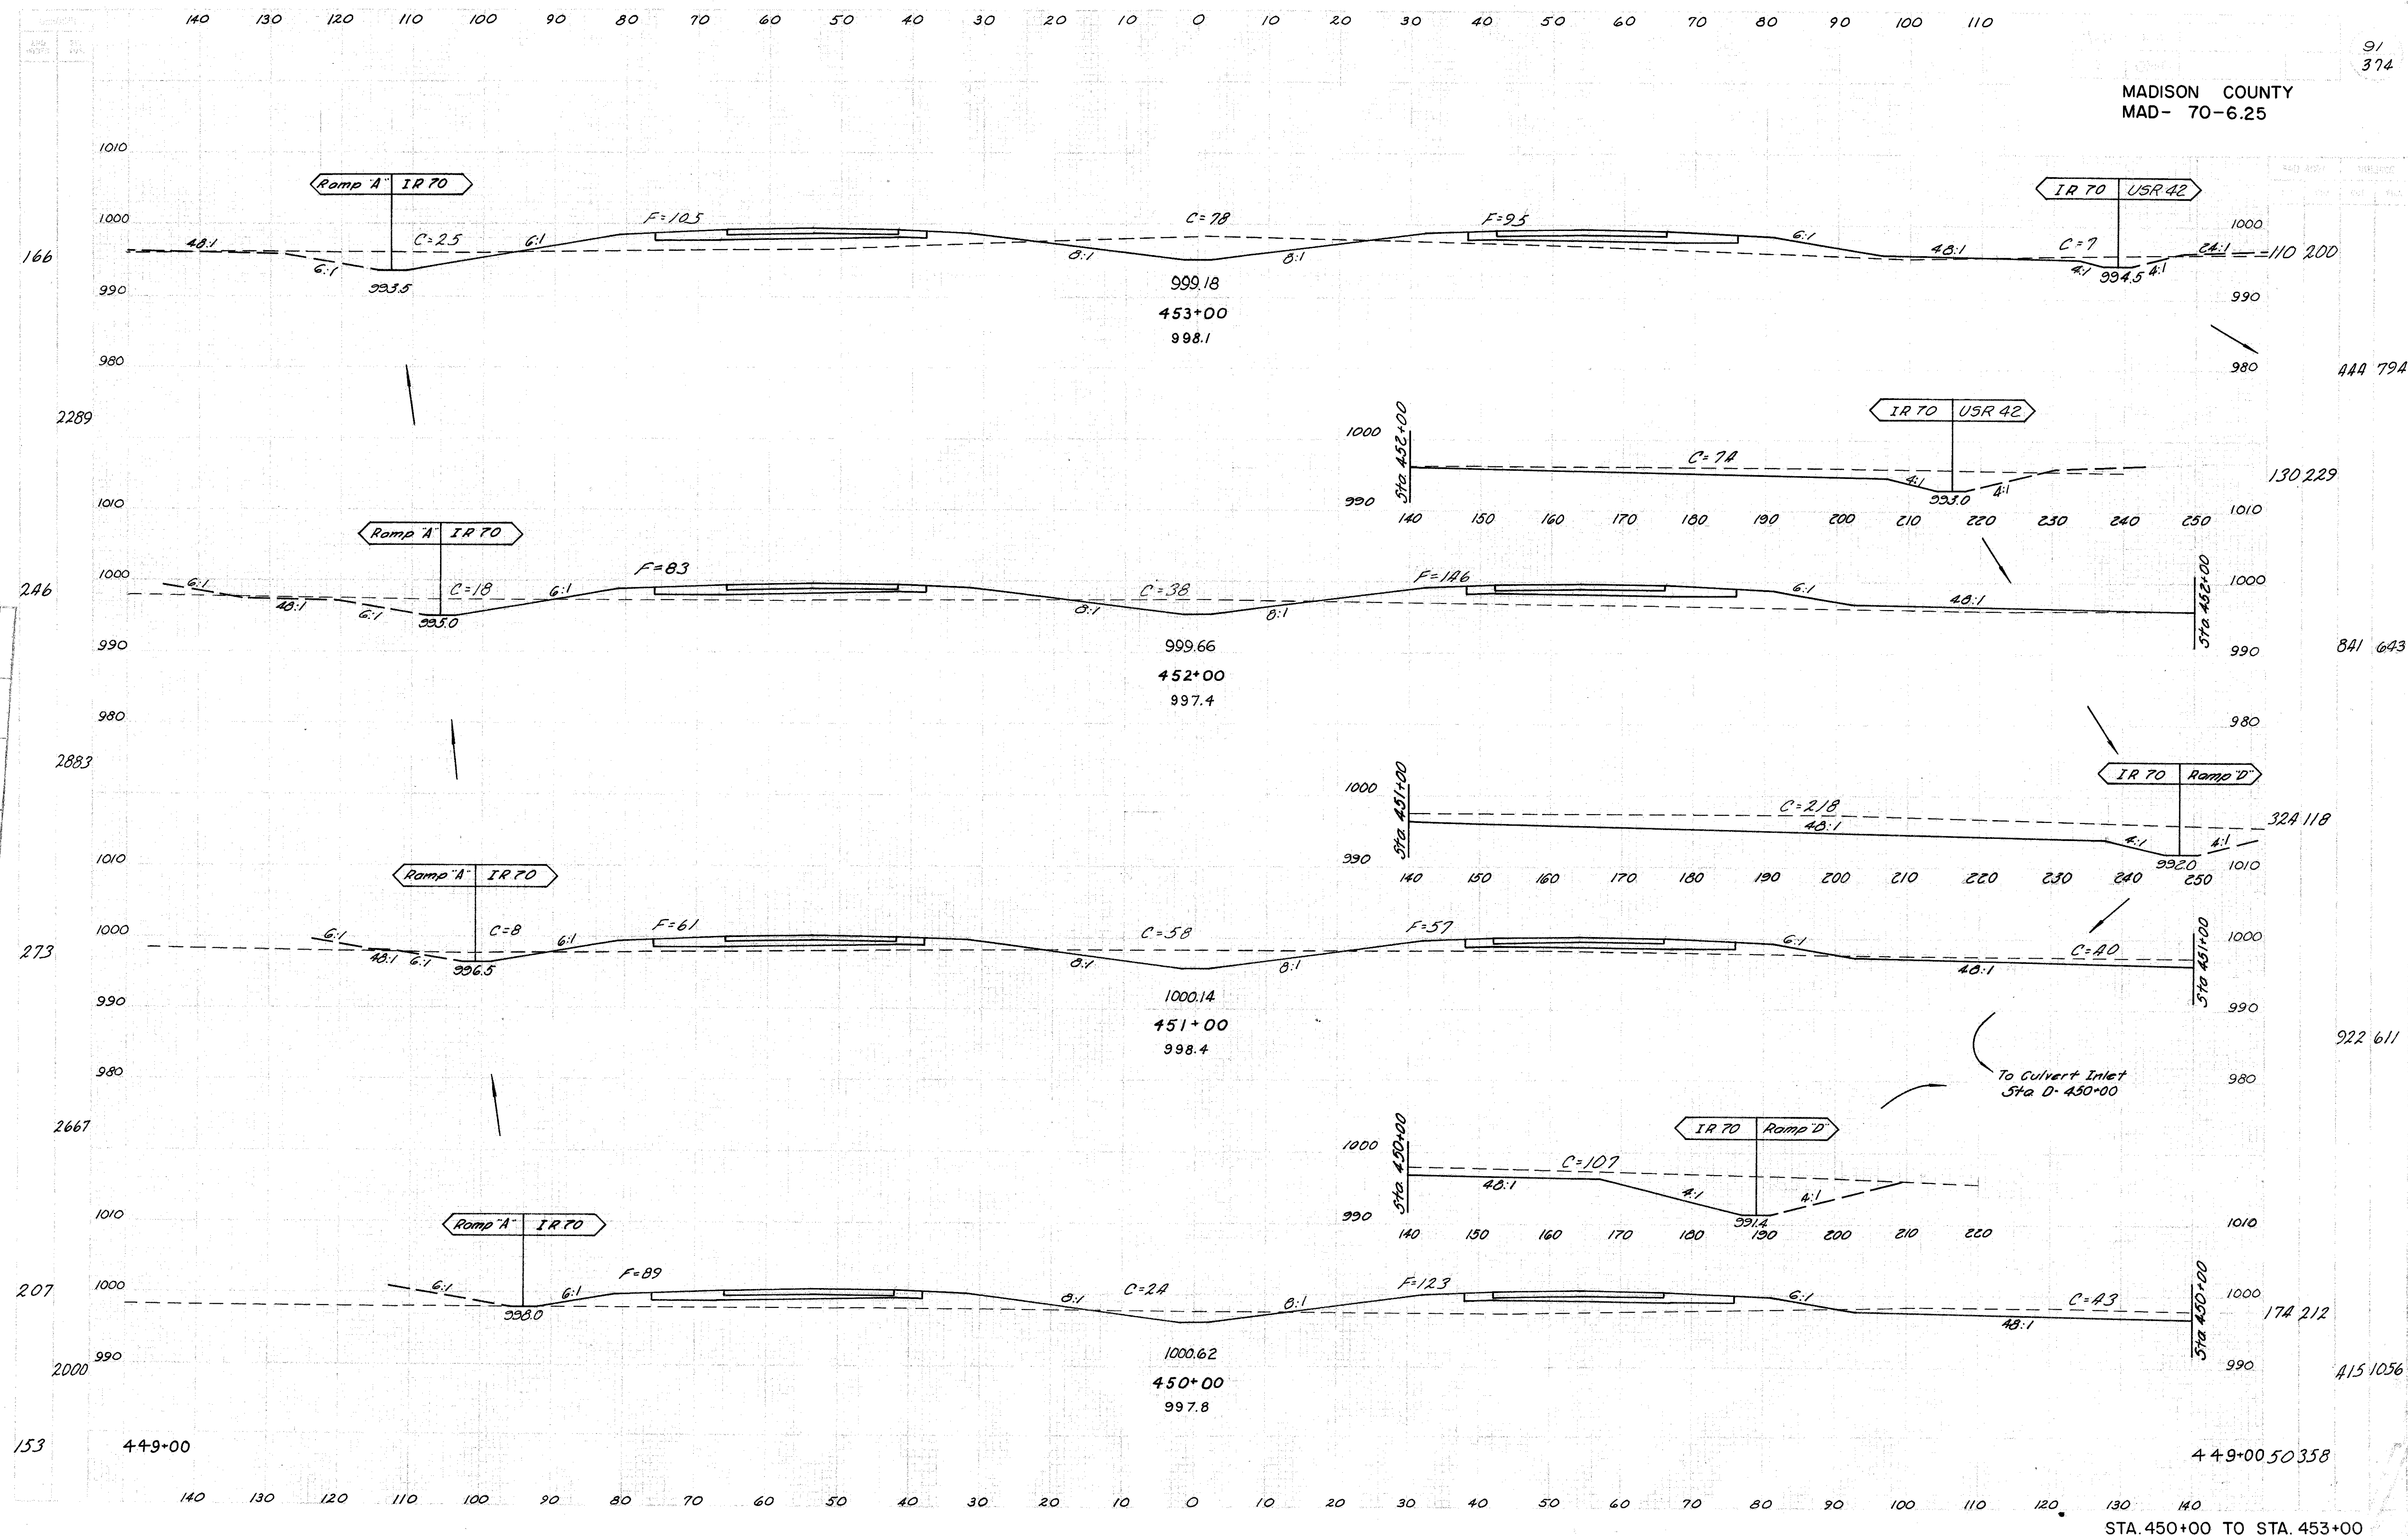 140 130 120 110 100 90 80 70 60 50 40 30 20 10 0 10 20 30 40 50 60 70 80 90 100 110
91
374
MADISON COUNTY
MAD- 70-6.25
1010
Ramp "A" IR 70
IR 70 USR 42
1000 F=105 C=78 F=95 1000
48:1 C=25 6:1 6:1 48:1 C=7 24:1
166 6:1 8:1 8:1 4:1 994.5 4:1 110 200
990 993.5 999.18 990
453+00
998.1
980 980 444 794
2289
IR 70 USR 42
1000 Sta. 452+00 C=74
130 229
990 4:1 993.0 4:1
1010 140 150 160 170 180 190 200 210 220 230 240 250 1010
Ramp "A" IR 70
246 1000 6:1 C=18 6:1 F=83 C=38 F=146 6:1 48:1 Sta. 452+00 1000
48:1 6:1 995.0 8:1 8:1
990 999.66 990 841 643
452+00
997.4
980 980
2883
IR 70 Ramp "D"
1000 Sta. 451+00 C=218
48:1 324 118
990 4:1 992.0 4:1
1010 140 150 160 170 180 190 200 210 220 230 240 250 1010
Ramp "A" IR 70
1000 6:1 C=8 6:1 F=61 C=58 F=57 6:1 C=40 Sta. 451+00 1000
273 48:1 6:1 996.5 8:1 8:1 48:1
990 1000.14 990
451+00
998.4 922 611
980 To Culvert Inlet 980
Sta. D- 450+00
2667
IR 70 Ramp "D"
1000 Sta. 450+00 C=107
48:1 4:1 4:1
990 991.4
1010 140 150 160 170 180 190 200 210 220 1010
Ramp "A" IR 70
207 1000 6:1 6:1 F=89 C=24 F=123 6:1 C=43 Sta. 450+00 1000
998.0 8:1 8:1 48:1 174 212
990 1000.62 990
2000 450+00 415 1056
997.8
153 449+00 449+00 50 358
140 130 120 110 100 90 80 70 60 50 40 30 20 10 0 10 20 30 40 50 60 70 80 90 100 110 120 130 140
STA. 450+00 TO STA. 453+00